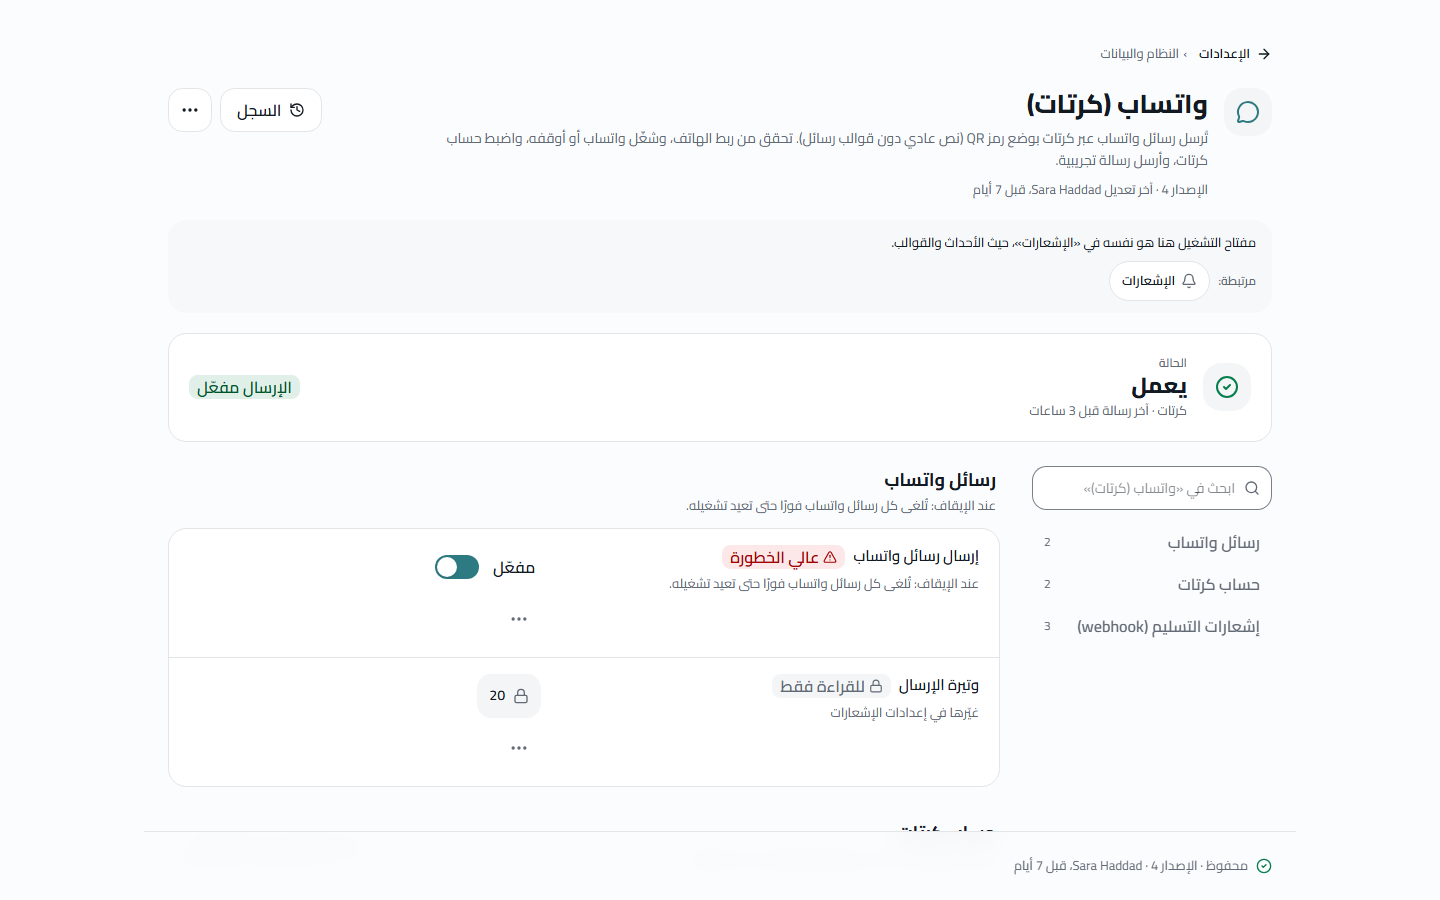 الإعدادات › النظام والبيانات
واتساب (كرتات)
السجل
تُرسل رسائل واتساب عبر كرتات بوضع رمز QR (نص عادي دون قوالب رسائل). تحقق من ربط الهاتف، وشغّل واتساب أو أوقفه، واضبط حساب
كرتات، وأرسل رسالة تجريبية.
الإصدار 4 · آخر تعديل Sara Haddad، قبل 7 أيام
مفتاح التشغيل هنا هو نفسه في «الإشعارات»، حيث الأحداث والقوالب.
مرتبطة: الإشعارات
الحالة
يعمل
كرتات · آخر رسالة قبل 3 ساعات
الإرسال مفعّل
ابحث في «واتساب (كرتات)»
رسائل واتساب 2
حساب كرتات 2
إشعارات التسليم (webhook) 3
رسائل واتساب
عند الإيقاف: تُلغى كل رسائل واتساب فورًا حتى تعيد تشغيله.
إرسال رسائل واتساب عالي الخطورة
مفعّل
عند الإيقاف: تُلغى كل رسائل واتساب فورًا حتى تعيد تشغيله.
وتيرة الإرسال للقراءة فقط
20
غيّرها في إعدادات الإشعارات
حساب كرتات
محفوظ · الإصدار 4 · Sara Haddad، قبل 7 أيام